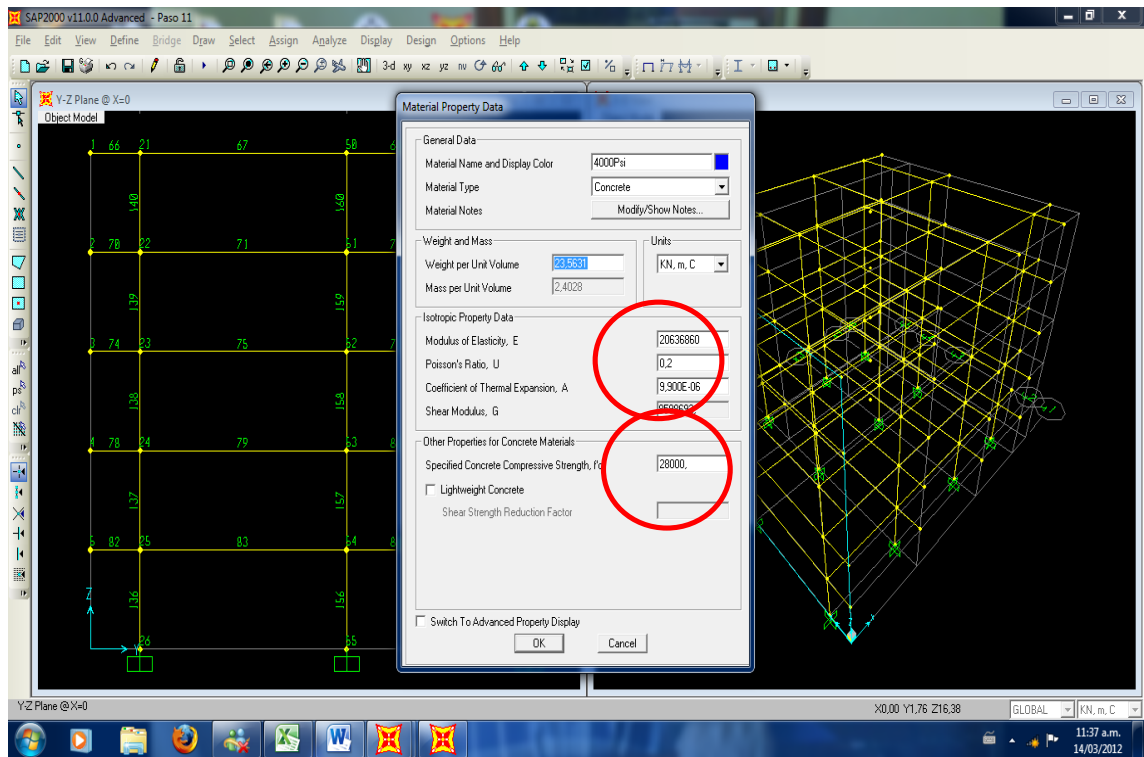 SAP2000 v11.0.0 Advanced - Paso 11
File Edit View Define Bridge Draw Select Assign Analyze Display Design Options Help
3-d xy xz yz nv
Y-Z Plane @ X=0
Object Model
1 66 21 67 50
140 160
2 70 22 71 51 7
139 159
3 74 23 75 52 7
all
ps
clr
138 158
4 78 24 79 53 8
137 157
5 82 25 83 54 8
Z
136 156
Y 26 55
Material Property Data
General Data
Material Name and Display Color 4000Psi
Material Type Concrete
Material Notes Modify/Show Notes...
Weight and Mass Units
Weight per Unit Volume 23,5631 KN, m, C
Mass per Unit Volume 2,4028
Isotropic Property Data
Modulus of Elasticity, E 20636860
Poisson's Ratio, U 0,2
Coefficient of Thermal Expansion, A 9,900E-06
Shear Modulus, G
Other Properties for Concrete Materials
Specified Concrete Compressive Strength, f'c 28000,
Lightweight Concrete
Shear Strength Reduction Factor
Switch To Advanced Property Display
OK Cancel
Y-Z Plane @ X=0 X0,00 Y1,76 Z16,38 GLOBAL KN, m, C
11:37 a.m.
14/03/2012